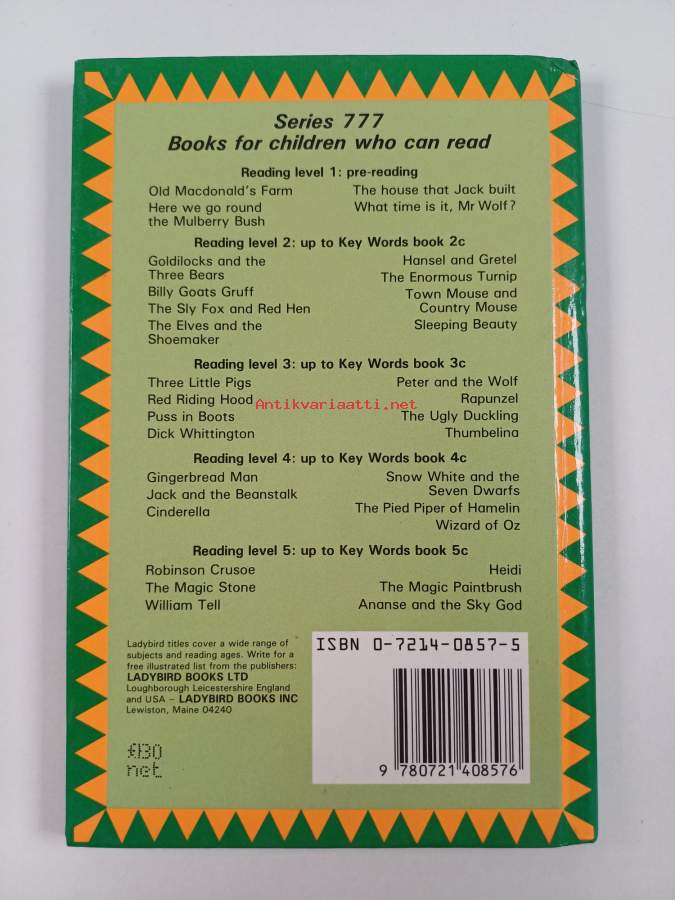 Series 777
Books for children who can read
Reading level 1: pre-reading
Old Macdonald's Farm
Here we go round
the Mulberry Bush
The house that Jack built
What time is it, Mr Wolf?
Reading level 2: up to Key Words book 2c
Goldilocks and the
Three Bears
Billy Goats Gruff
The Sly Fox and Red Hen
The Elves and the
Shoemaker
Hansel and Gretel
The Enormous Turnip
Town Mouse and
Country Mouse
Sleeping Beauty
Reading level 3: up to Key Words book 3c
Three Little Pigs
Red Riding Hood
Puss in Boots
Dick Whittington
Peter and the Wolf
Rapunzel
The Ugly Duckling
Thumbelina
Antikvariaatti.net
Reading level 4: up to Key Words book 4c
Gingerbread Man
Jack and the Beanstalk
Cinderella
Snow White and the
Seven Dwarfs
The Pied Piper of Hamelin
Wizard of Oz
Reading level 5: up to Key Words book 5c
Robinson Crusoe
The Magic Stone
William Tell
Heidi
The Magic Paintbrush
Ananse and the Sky God
Ladybird titles cover a wide range of
subjects and reading ages. Write for a
free illustrated list from the publishers:
LADYBIRD BOOKS LTD
Loughborough Leicestershire England
and USA – LADYBIRD BOOKS INC
Lewiston, Maine 04240
£1·30
net
ISBN 0-7214-0857-5
9 780721 408576